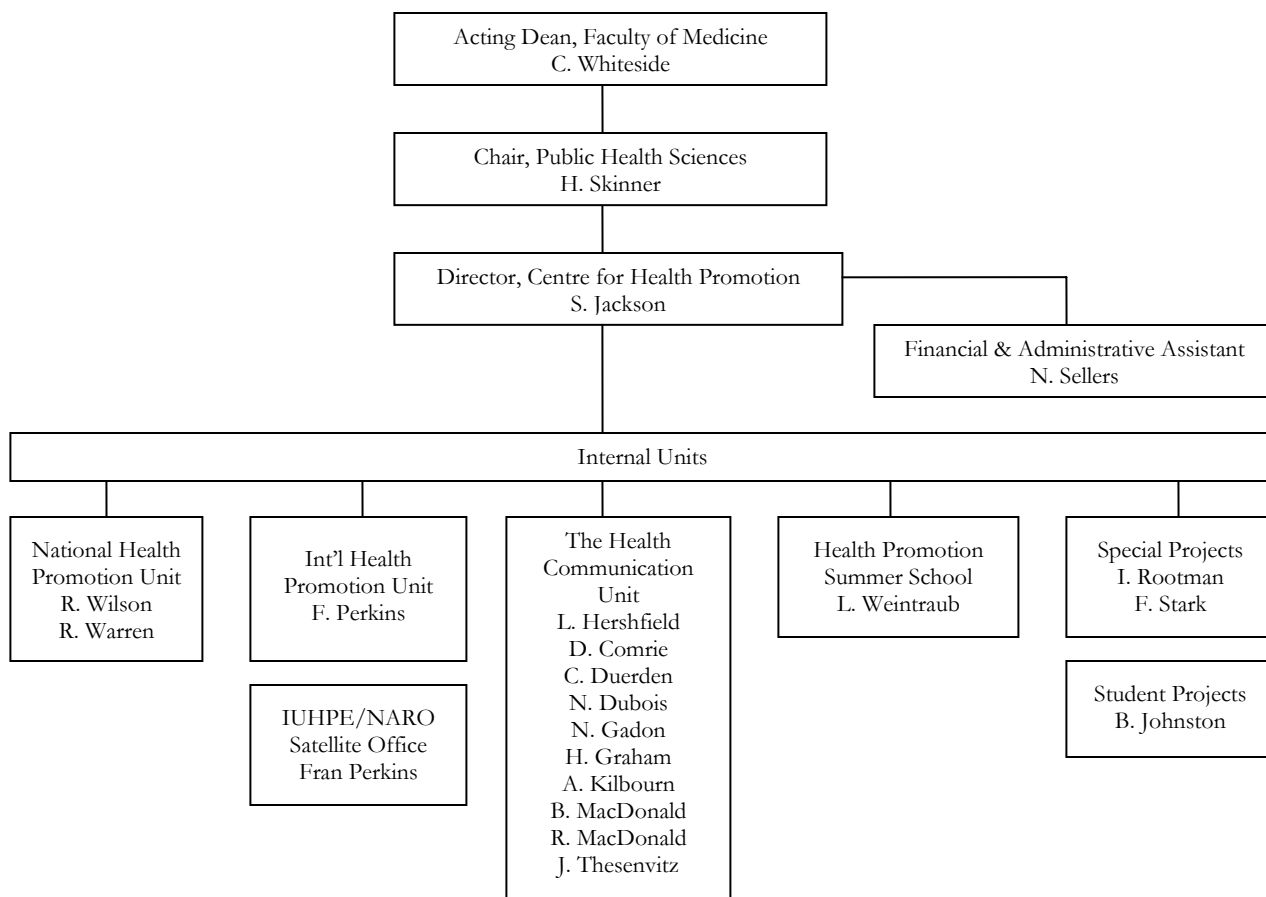 Acting Dean, Faculty of Medicine
C. Whiteside
Chair, Public Health Sciences
H. Skinner
Director, Centre for Health Promotion
S. Jackson
Financial & Administrative Assistant
N. Sellers
Internal Units
National Health
Promotion Unit
R. Wilson
R. Warren
Int'l Health
Promotion Unit
F. Perkins
IUHPE/NARO
Satellite Office
Fran Perkins
The Health
Communication
Unit
L. Hershfield
D. Comrie
C. Duerden
N. Dubois
N. Gadon
H. Graham
A. Kilbourn
B. MacDonald
R. MacDonald
J. Thesenvitz
Health Promotion
Summer School
L. Weintraub
Special Projects
I. Rootman
F. Stark
Student Projects
B. Johnston